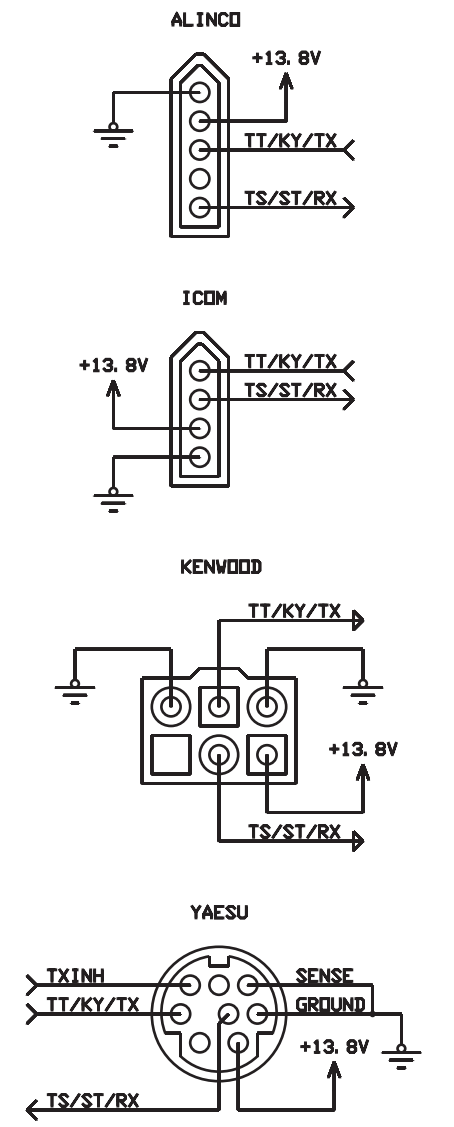 ALINCO
+13.8V
TT/KY/TX
TS/ST/RX
ICOM
+13.8V
TT/KY/TX
TS/ST/RX
KENWOOD
TT/KY/TX
+13.8V
TS/ST/RX
YAESU
TXINH
SENSE
TT/KY/TX
GROUND
+13.8V
TS/ST/RX